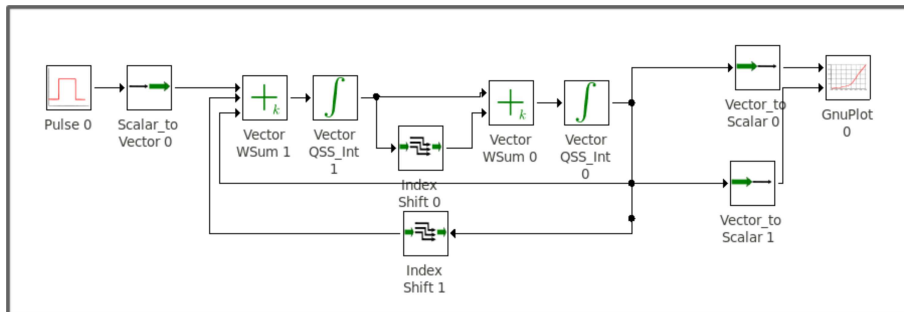 Pulse 0
Scalar_to
Vector 0
k
Vector
WSum 1
Vector
QSS_Int
1
Index
Shift 0
k
Vector
WSum 0
Vector
QSS_Int
0
Vector_to
Scalar 0
GnuPlot
0
Vector_to
Scalar 1
Index
Shift 1